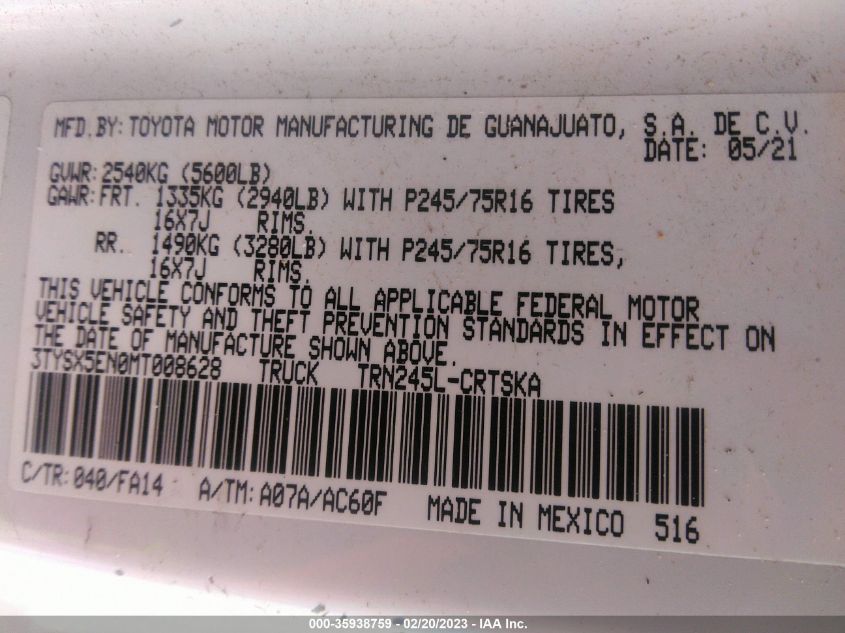 MFD.BY: TOYOTA MOTOR MANUFACTURING DE GUANAJUATO, S.A. DE C.V.
DATE: 05/21
GVWR: 2540KG (5600LB)
GAWR: FRT. 1335KG (2940LB) WITH P245/75R16 TIRES
16X7J RIMS.
RR. 1490KG (3280LB) WITH P245/75R16 TIRES,
16X7J RIMS.
THIS VEHICLE CONFORMS TO ALL APPLICABLE FEDERAL MOTOR
VEHICLE SAFETY AND THEFT PREVENTION STANDARDS IN EFFECT ON
THE DATE OF MANUFACTURE SHOWN ABOVE.
3TYSX5EN0MT008628 TRUCK TRN245L-CRTSKA
C/TR: 040/FA14 A/TM: A07A/AC60F MADE IN MEXICO 516
000-35938759 - 02/20/2023 - IAA Inc.